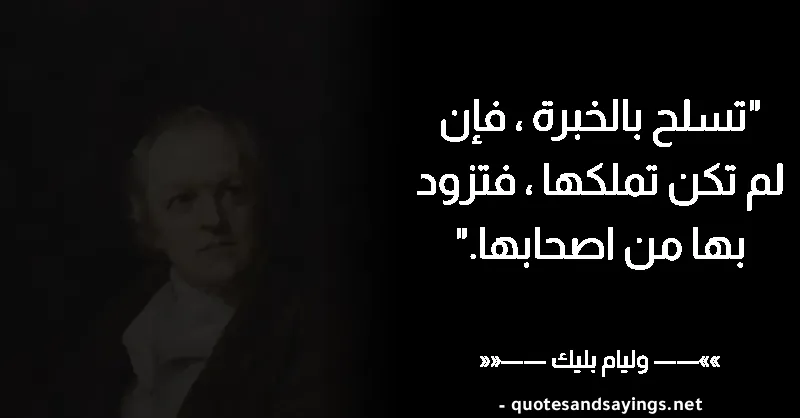 "تسلح بالخبرة ، فإن
لم تكن تملكها ، فتزود
بها من اصحابها."
»»—— وليام بليك ——««
- quotesandsayings.net